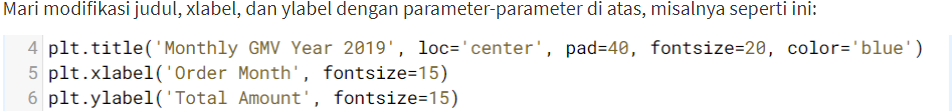 Mari modifikasi judul, xlabel, dan ylabel dengan parameter-parameter di atas, misalnya seperti ini:
4 plt.title('Monthly GMV Year 2019', loc='center', pad=40, fontsize=20, color='blue')
5 plt.xlabel('Order Month', fontsize=15)
6 plt.ylabel('Total Amount', fontsize=15)